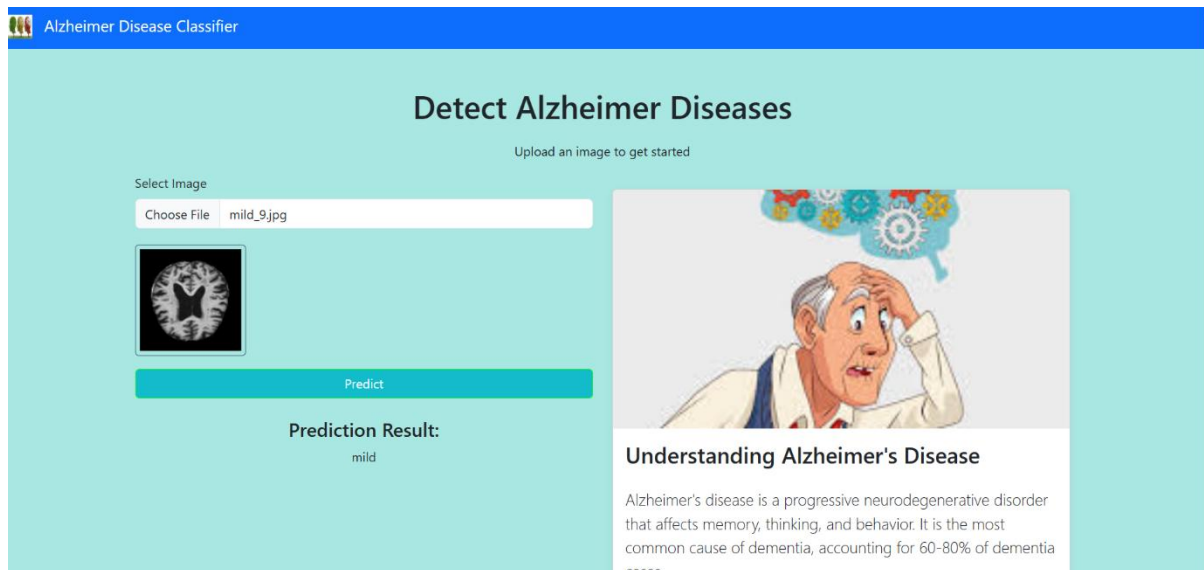 Alzheimer Disease Classifier
Detect Alzheimer Diseases
Upload an image to get started
Select Image
Choose File mild_9.jpg
Predict
Prediction Result:
mild
Understanding Alzheimer's Disease
Alzheimer's disease is a progressive neurodegenerative disorder
that affects memory, thinking, and behavior. It is the most
common cause of dementia, accounting for 60-80% of dementia